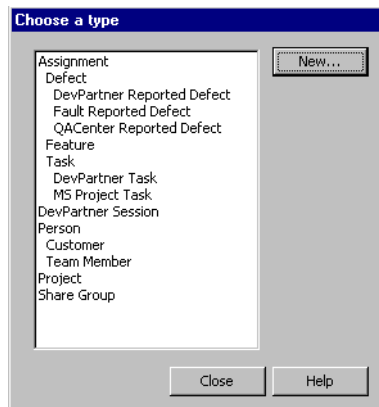 Choose a type
Assignment
Defect
DevPartner Reported Defect
Fault Reported Defect
QACenter Reported Defect
Feature
Task
DevPartner Task
MS Project Task
DevPartner Session
Person
Customer
Team Member
Project
Share Group
New...
Close
Help